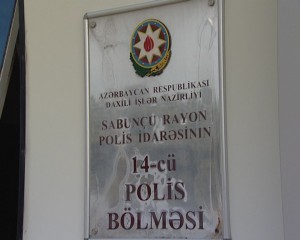 AZƏRBAYCAN RESPUBLİKASI
DAXİLİ İŞLƏR NAZİRLİYİ
SABUNÇU RAYON
POLİS İDARƏSİNİN
14-cü
POLİS
BÖLMƏSİ